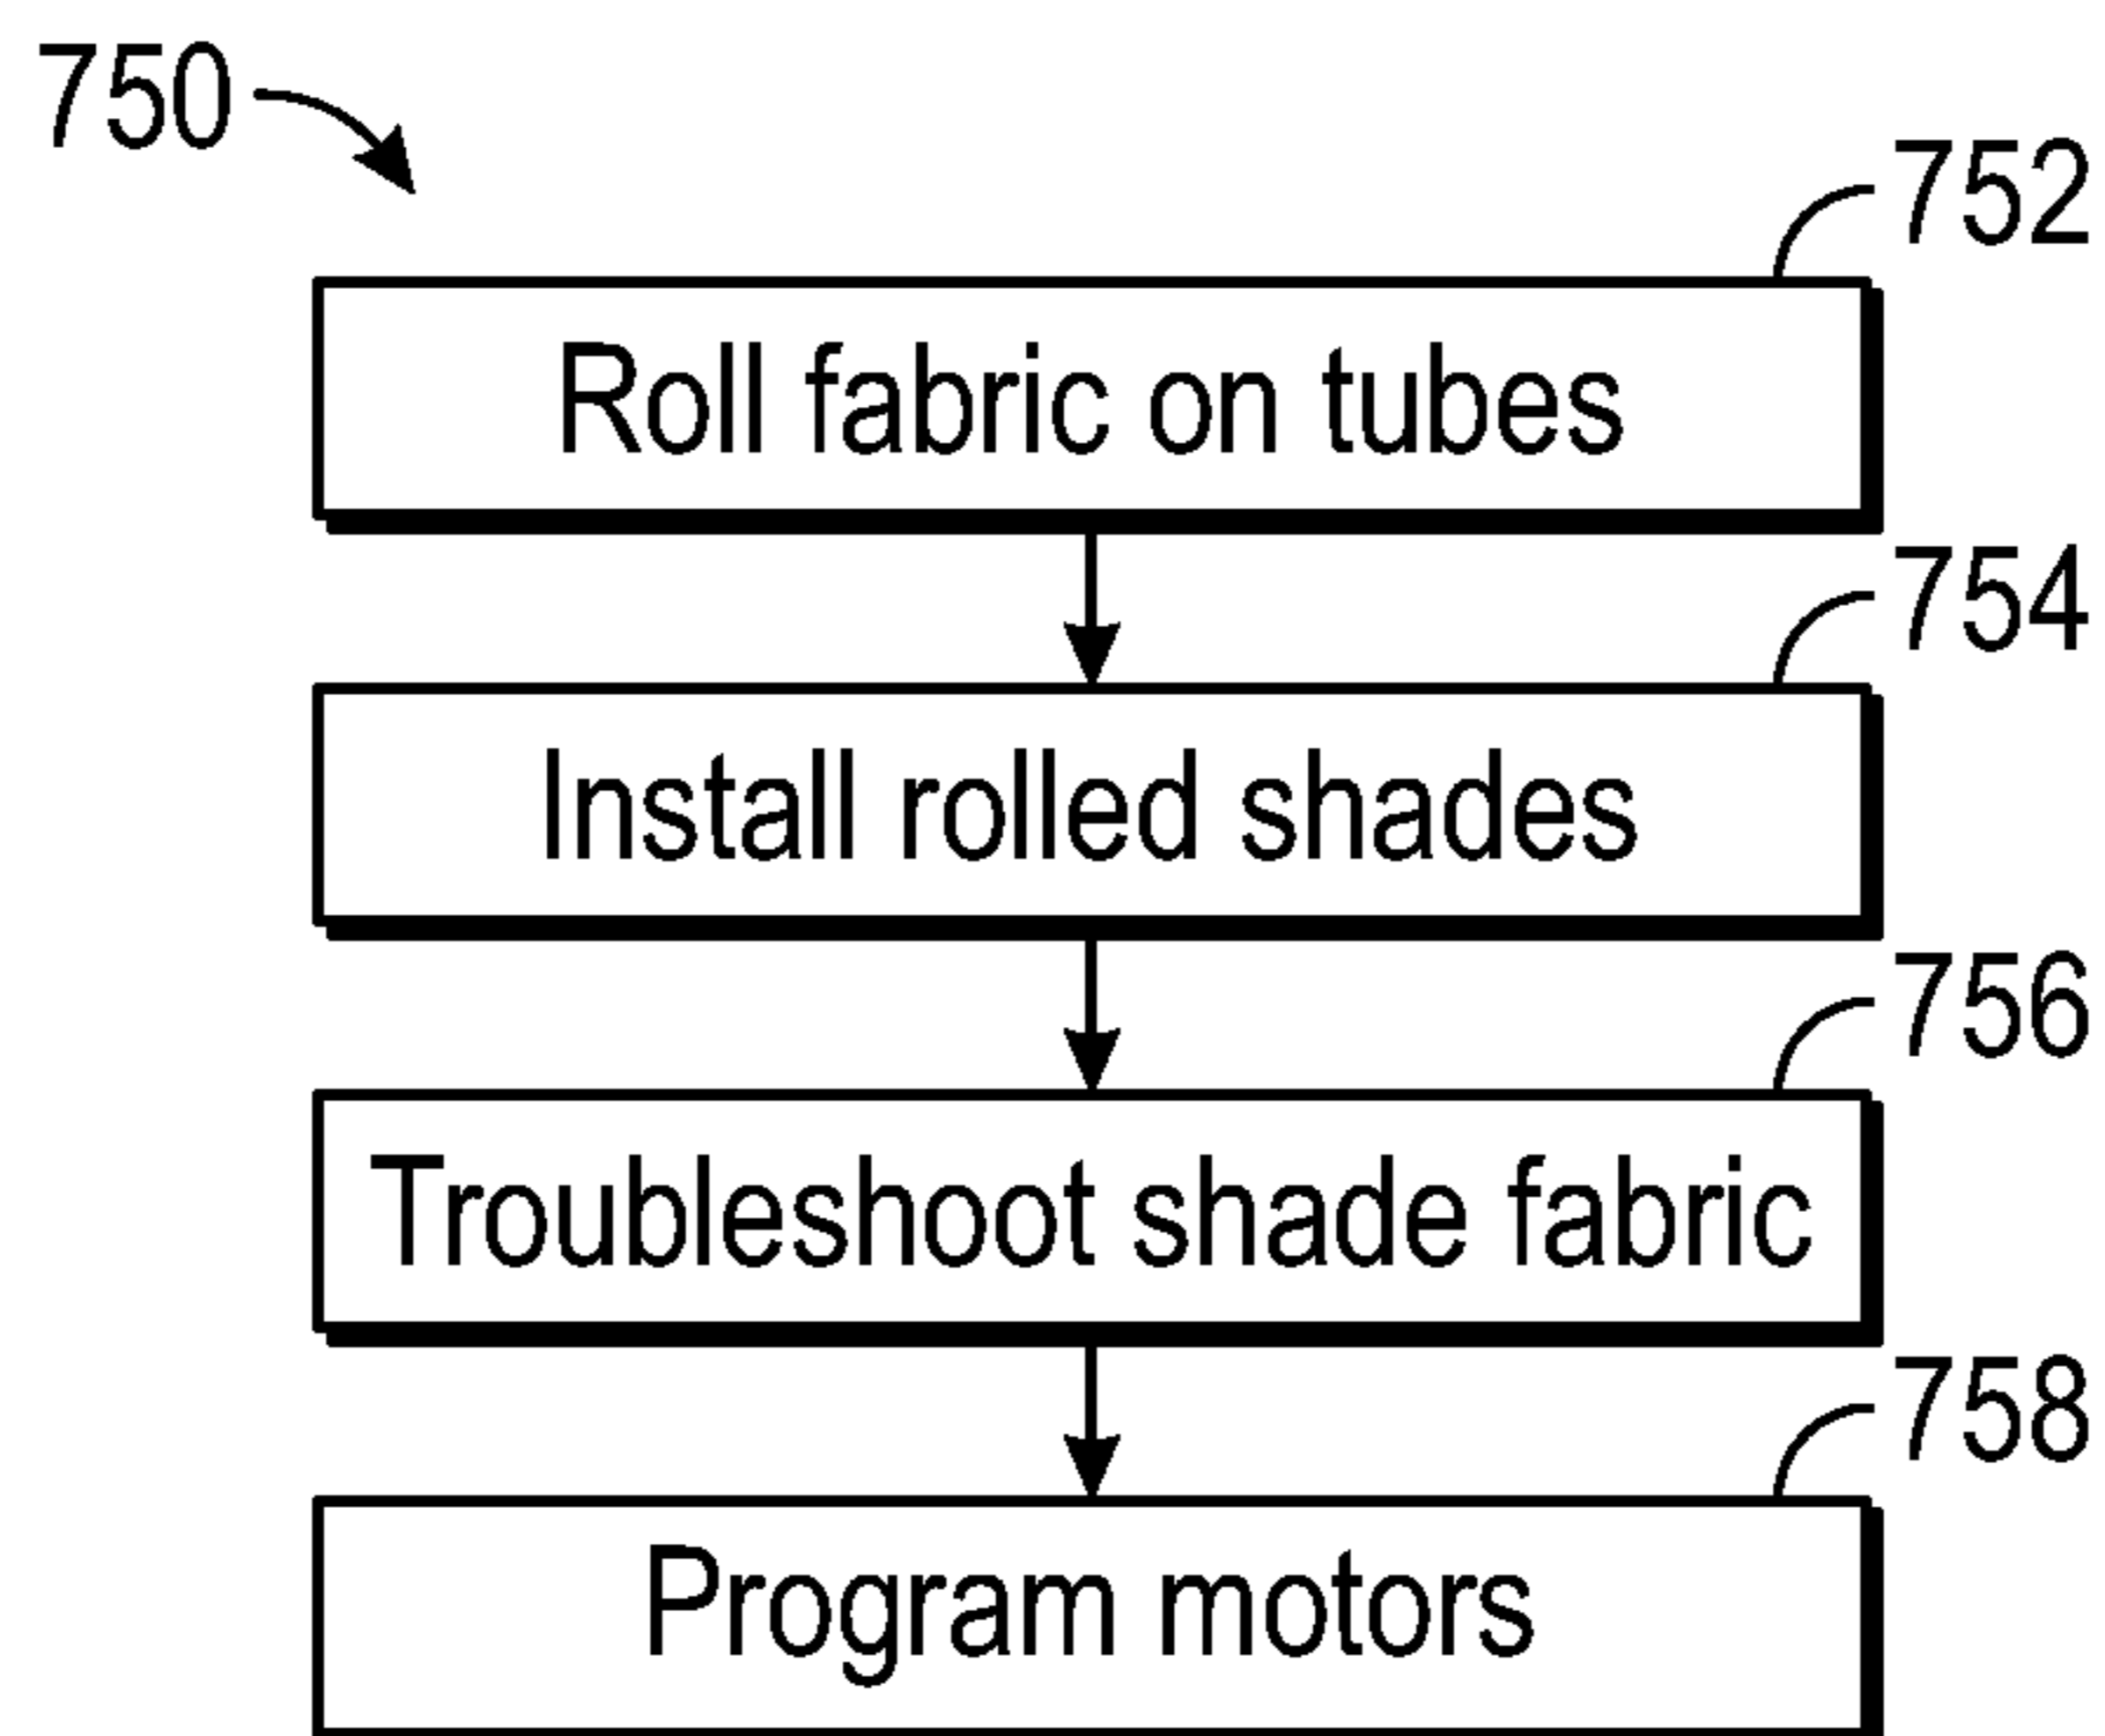 750
752
Roll fabric on tubes
754
Install rolled shades
756
Troubleshoot shade fabric
758
Program motors